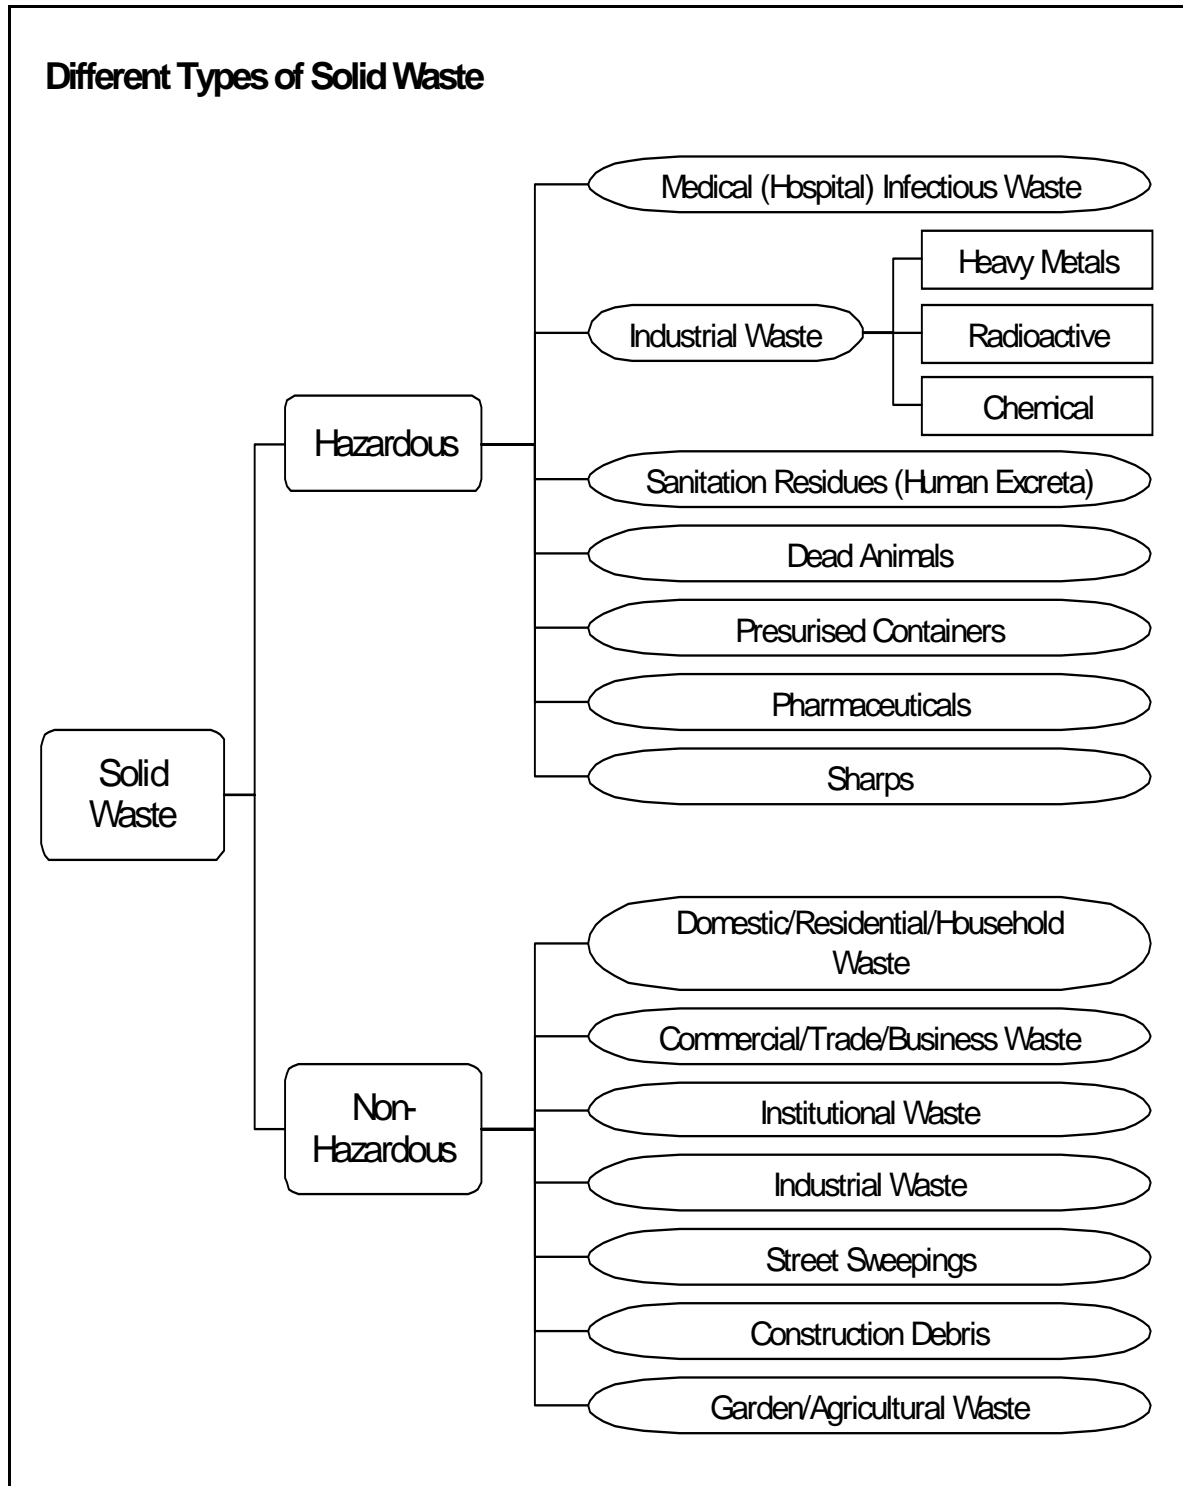 Different Types of Solid Waste
Medical (Hospital) Infectious Waste
Heavy Metals
Industrial Waste
Radioactive
Chemical
Hazardous
Sanitation Residues (Human Excreta)
Dead Animals
Presurised Containers
Pharmaceuticals
Solid
Waste
Sharps
Domestic/Residential/Household
Waste
Commercial/Trade/Business Waste
Non-
Hazardous
Institutional Waste
Industrial Waste
Street Sweepings
Construction Debris
Garden/Agricultural Waste